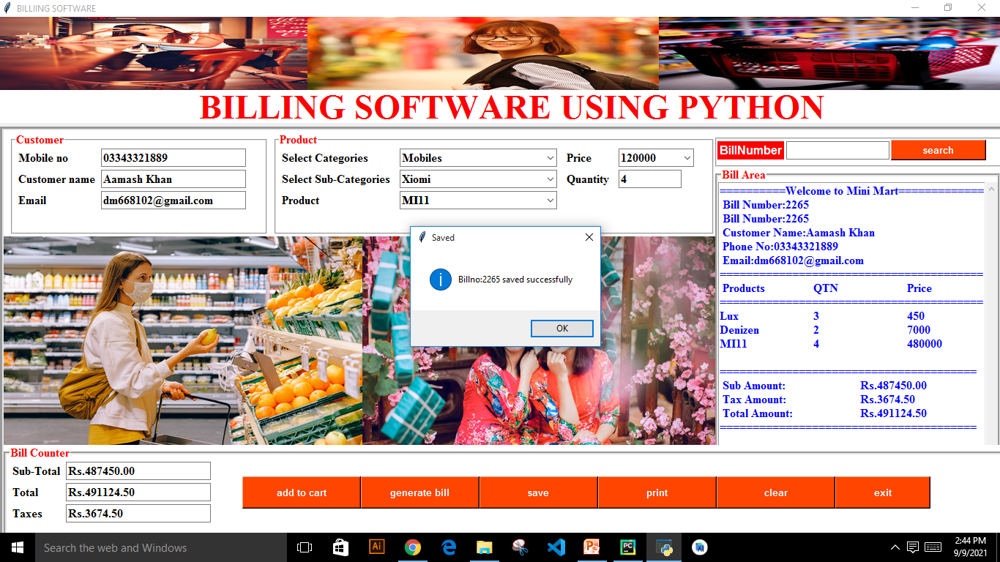 BILLIING SOFTWARE
BILLING SOFTWARE USING PYTHON
Customer
Mobile no 03343321889
Customer name Aamash Khan
Email dm668102@gmail.com
Product
Select Categories Mobiles Price 120000
Select Sub-Categories Xiomi Quantity 4
Product MI11
BillNumber search
Bill Area
==========Welcome to Mini Mart=============
Bill Number:2265
Bill Number:2265
Customer Name:Aamash Khan
Phone No:03343321889
Email:dm668102@gmail.com
========================================
Products QTN Price
========================================
Lux 3 450
Denizen 2 7000
MI11 4 480000
=======================================
Sub Amount: Rs.487450.00
Tax Amount: Rs.3674.50
Total Amount: Rs.491124.50
=======================================
Saved
Billno:2265 saved successfully
OK
Bill Counter
Sub-Total Rs.487450.00
Total Rs.491124.50
Taxes Rs.3674.50
add to cart generate bill save print clear exit
Search the web and Windows
Ai
PC
2:44 PM
9/9/2021